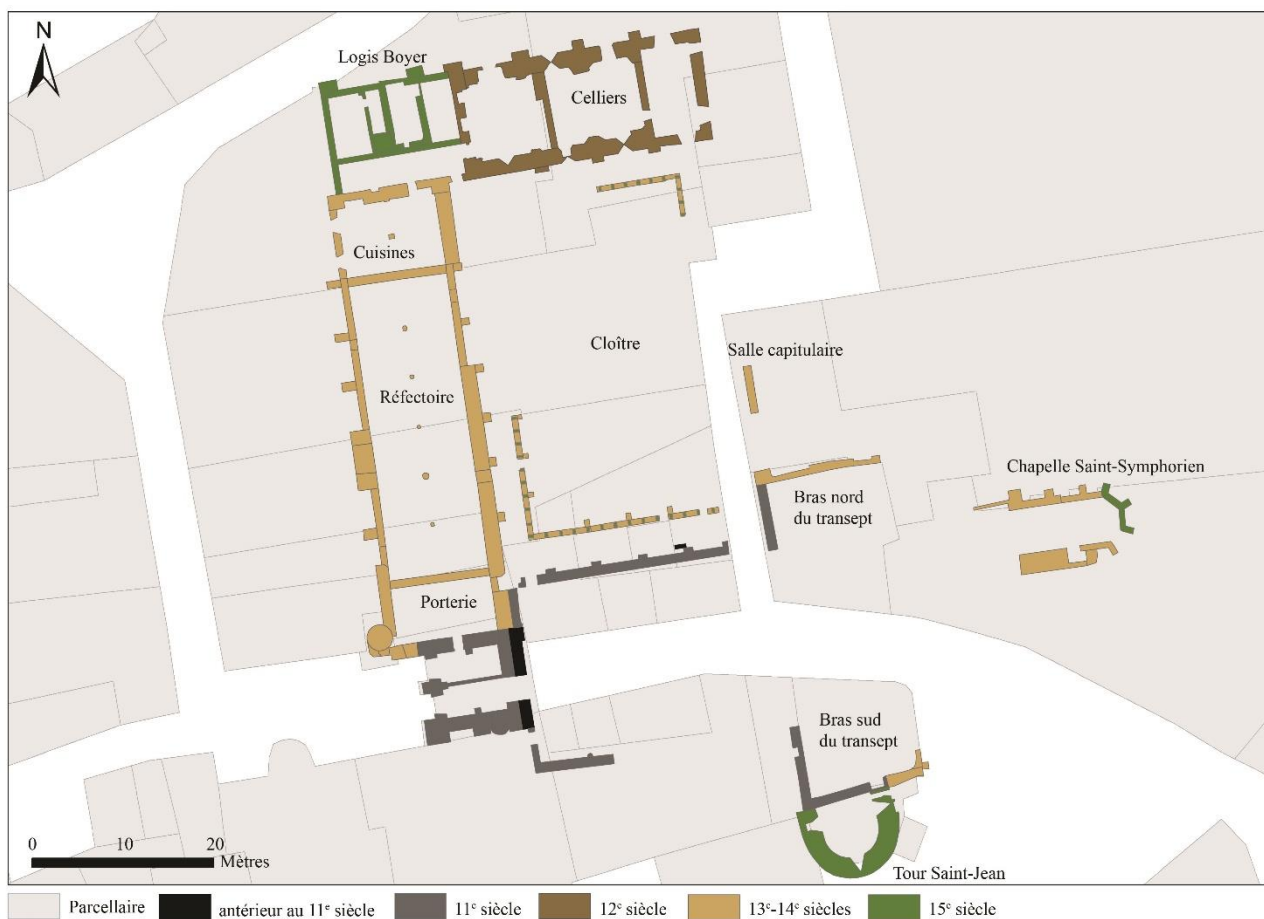 N
Logis Boyer
Celliers
Cuisines
Cloître
Salle capitulaire
Réfectoire
Chapelle Saint-Symphorien
Bras nord
du transept
Porterie
Bras sud
du transept
0 10 20
Mètres
Tour Saint-Jean
Parcellaire antérieur au 11e siècle 11e siècle 12e siècle 13e-14e siècles 15e siècle